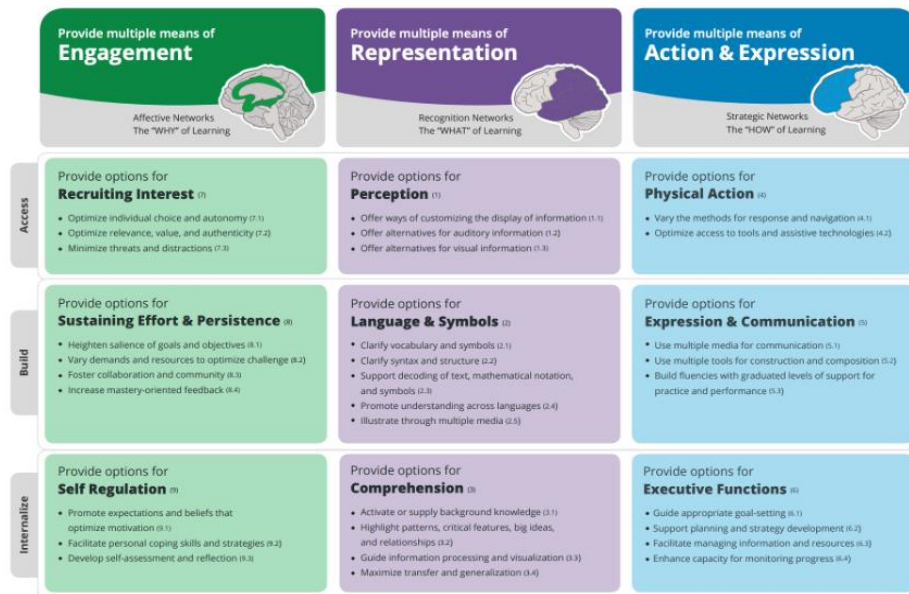 Provide multiple means of
Engagement
Affective Networks
The "WHY" of Learning
Provide multiple means of
Representation
Recognition Networks
The "WHAT" of Learning
Provide multiple means of
Action & Expression
Strategic Networks
The "HOW" of Learning
Access
Provide options for
Recruiting Interest (7)
• Optimize individual choice and autonomy (7.1)
• Optimize relevance, value, and authenticity (7.2)
• Minimize threats and distractions (7.3)
Provide options for
Perception (1)
• Offer ways of customizing the display of information (1.1)
• Offer alternatives for auditory information (1.2)
• Offer alternatives for visual information (1.3)
Provide options for
Physical Action (4)
• Vary the methods for response and navigation (4.1)
• Optimize access to tools and assistive technologies (4.2)
Build
Provide options for
Sustaining Effort & Persistence (8)
• Heighten salience of goals and objectives (8.1)
• Vary demands and resources to optimize challenge (8.2)
• Foster collaboration and community (8.3)
• Increase mastery-oriented feedback (8.4)
Provide options for
Language & Symbols (2)
• Clarify vocabulary and symbols (2.1)
• Clarify syntax and structure (2.2)
• Support decoding of text, mathematical notation,
and symbols (2.3)
• Promote understanding across languages (2.4)
• Illustrate through multiple media (2.5)
Provide options for
Expression & Communication (5)
• Use multiple media for communication (5.1)
• Use multiple tools for construction and composition (5.2)
• Build fluencies with graduated levels of support for
practice and performance (5.3)
Internalize
Provide options for
Self Regulation (9)
• Promote expectations and beliefs that
optimize motivation (9.1)
• Facilitate personal coping skills and strategies (9.2)
• Develop self-assessment and reflection (9.3)
Provide options for
Comprehension (3)
• Activate or supply background knowledge (3.1)
• Highlight patterns, critical features, big ideas,
and relationships (3.2)
• Guide information processing and visualization (3.3)
• Maximize transfer and generalization (3.4)
Provide options for
Executive Functions (6)
• Guide appropriate goal-setting (6.1)
• Support planning and strategy development (6.2)
• Facilitate managing information and resources (6.3)
• Enhance capacity for monitoring progress (6.4)